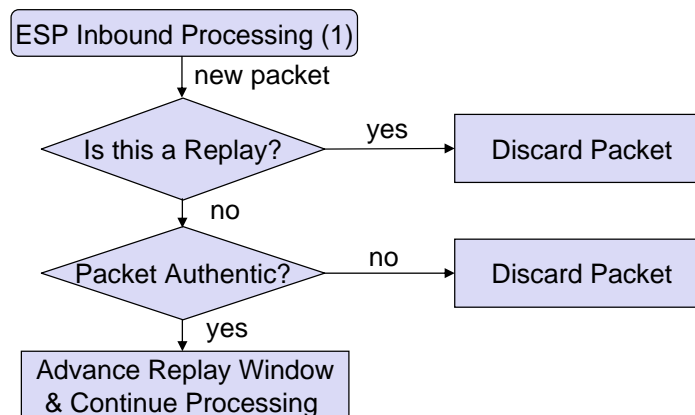 ESP Inbound Processing (1)
new packet
Is this a Replay?
yes
Discard Packet
no
Packet Authentic?
no
Discard Packet
yes
Advance Replay Window
& Continue Processing